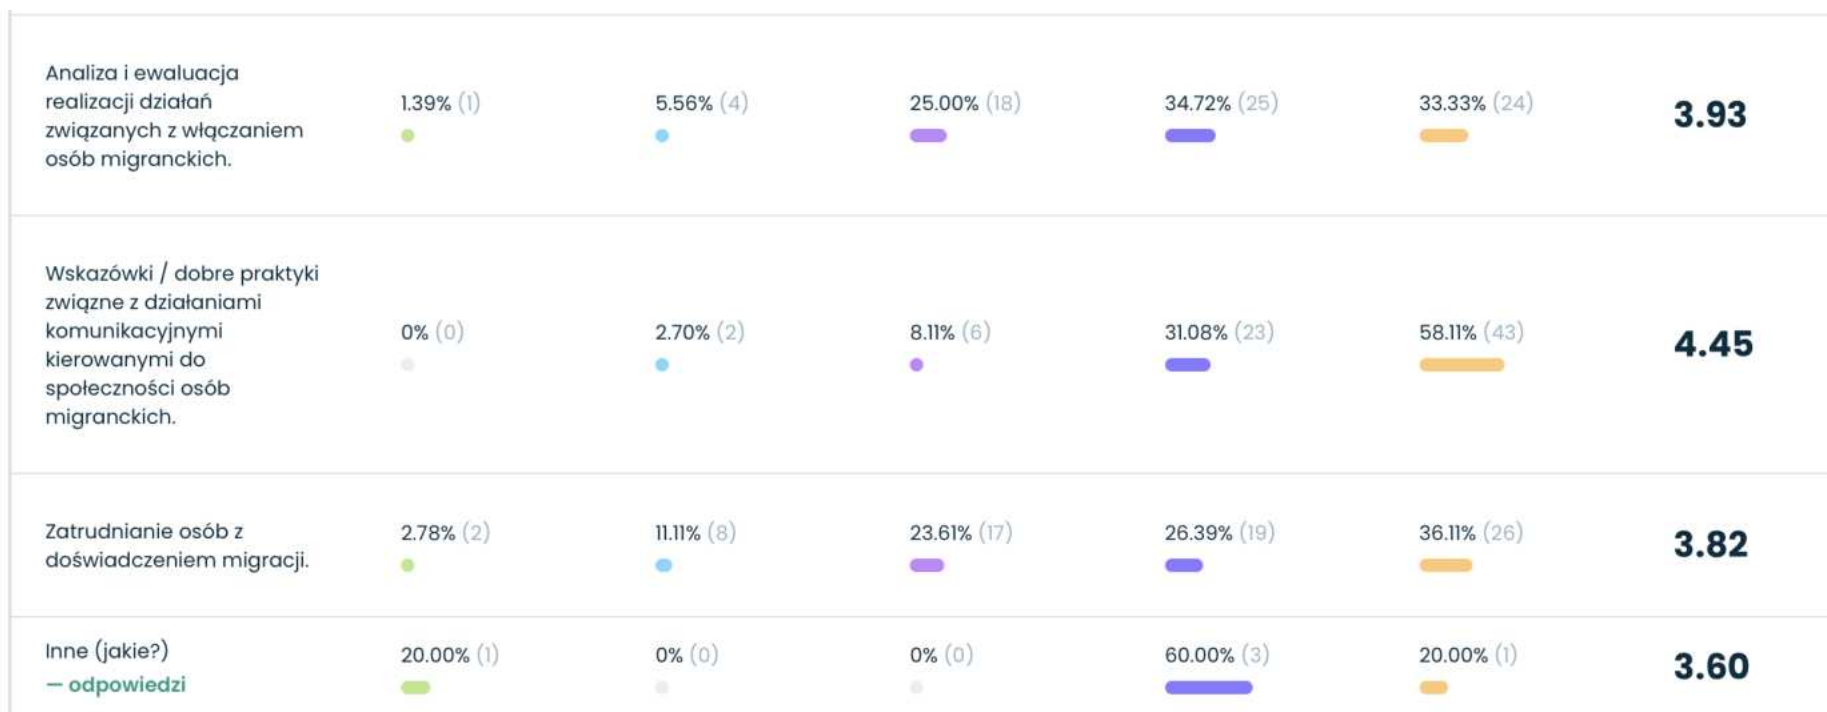 Analiza i ewaluacja
realizacji działań
związanych z włączaniem
osób migranckich.
1.39% (1) 5.56% (4) 25.00% (18) 34.72% (25) 33.33% (24) 3.93
Wskazówki / dobre praktyki
związne z działaniami
komunikacyjnymi
kierowanymi do
społeczności osób
migranckich.
0% (0) 2.70% (2) 8.11% (6) 31.08% (23) 58.11% (43) 4.45
Zatrudnianie osób z
doświadczeniem migracji.
2.78% (2) 11.11% (8) 23.61% (17) 26.39% (19) 36.11% (26) 3.82
Inne (jakie?)
— odpowiedzi
20.00% (1) 0% (0) 0% (0) 60.00% (3) 20.00% (1) 3.60